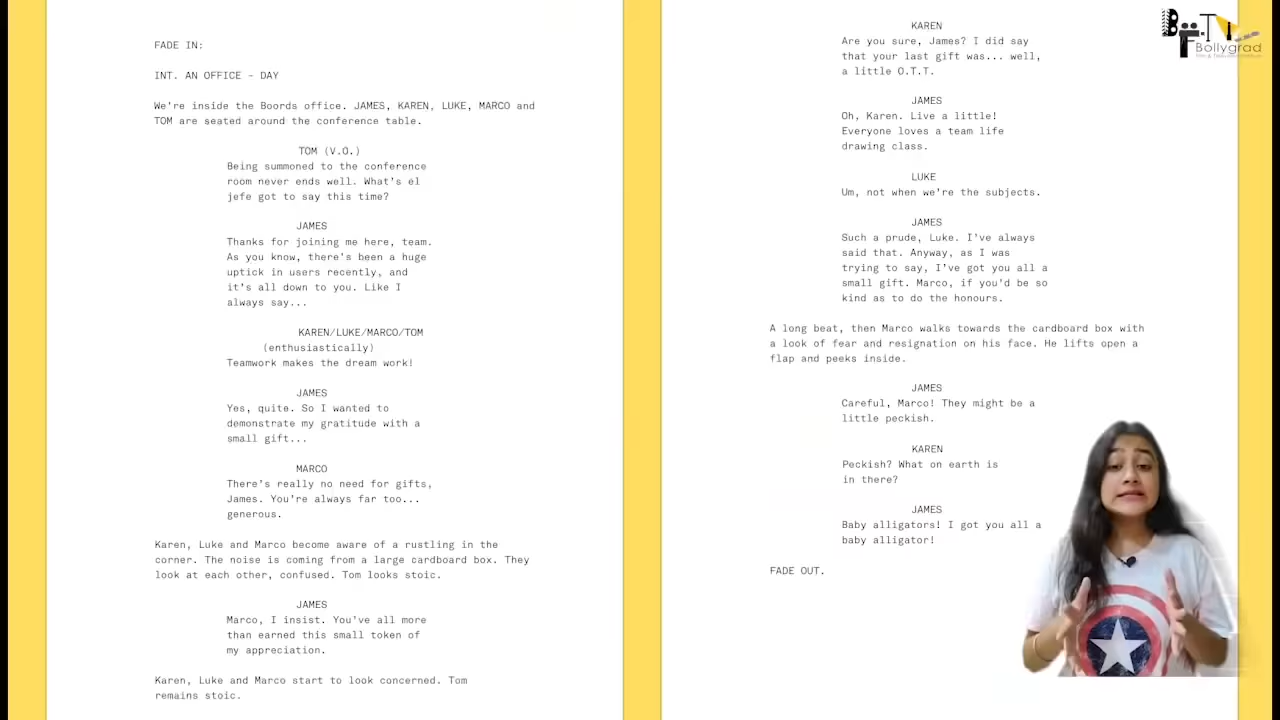 FADE IN:
INT. AN OFFICE - DAY
We're inside the Boords office. JAMES, KAREN, LUKE, MARCO and
TOM are seated around the conference table.
TOM (V.O.)
Being summoned to the conference
room never ends well. What's el
jefe got to say this time?
JAMES
Thanks for joining me here, team.
As you know, there's been a huge
uptick in users recently, and
it's all down to you. Like I
always say...
KAREN/LUKE/MARCO/TOM
(enthusiastically)
Teamwork makes the dream work!
JAMES
Yes, quite. So I wanted to
demonstrate my gratitude with a
small gift...
MARCO
There's really no need for gifts,
James. You're always far too...
generous.
Karen, Luke and Marco become aware of a rustling in the
corner. The noise is coming from a large cardboard box. They
look at each other, confused. Tom looks stoic.
JAMES
Marco, I insist. You've all more
than earned this small token of
my appreciation.
Karen, Luke and Marco start to look concerned. Tom
remains stoic.
KAREN
Are you sure, James? I did say
that your last gift was... well,
a little O.T.T.
JAMES
Oh, Karen. Live a little!
Everyone loves a team life
drawing class.
LUKE
Um, not when we're the subjects.
JAMES
Such a prude, Luke. I've always
said that. Anyway, as I was
trying to say, I've got you all a
small gift. Marco, if you'd be so
kind as to do the honours.
A long beat, then Marco walks towards the cardboard box with
a look of fear and resignation on his face. He lifts open a
flap and peeks inside.
JAMES
Careful, Marco! They might be a
little peckish.
KAREN
Peckish? What on earth is
in there?
JAMES
Baby alligators! I got you all a
baby alligator!
FADE OUT.
Bollygrad